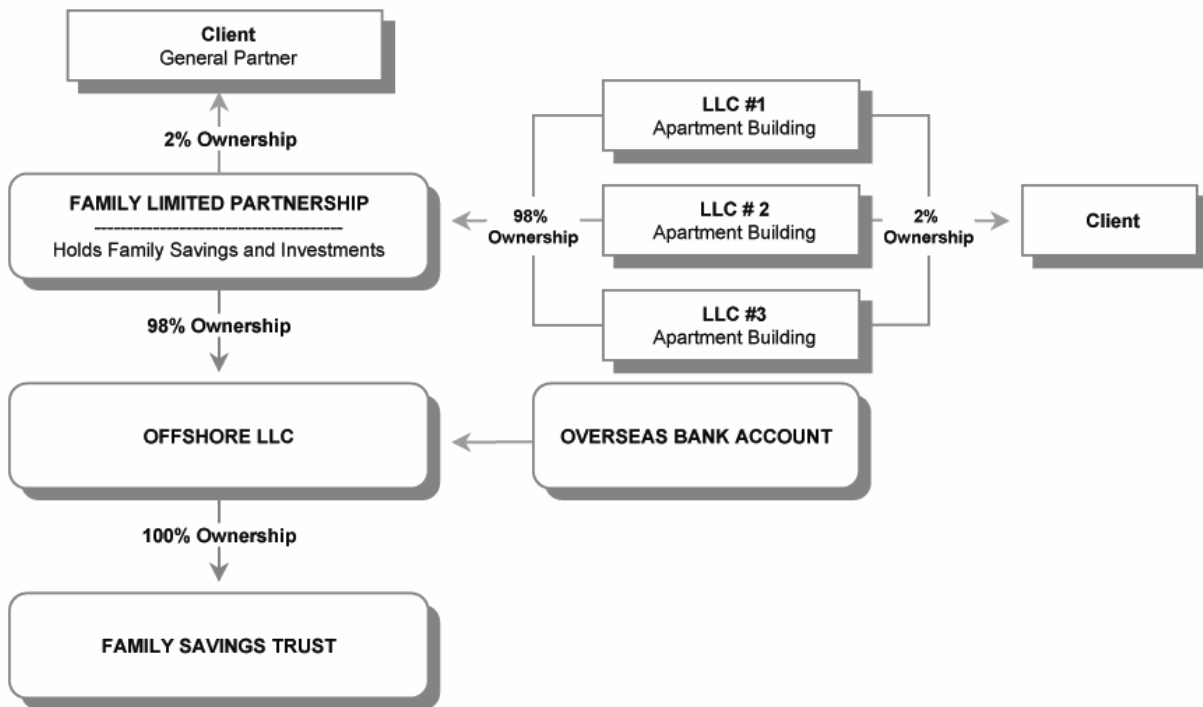 Client
General Partner
2% Ownership
FAMILY LIMITED PARTNERSHIP
--------------------------------------
Holds Family Savings and Investments
98% Ownership
OFFSHORE LLC
100% Ownership
FAMILY SAVINGS TRUST
LLC #1
Apartment Building
LLC # 2
Apartment Building
LLC #3
Apartment Building
98%
Ownership
2%
Ownership
Client
OVERSEAS BANK ACCOUNT